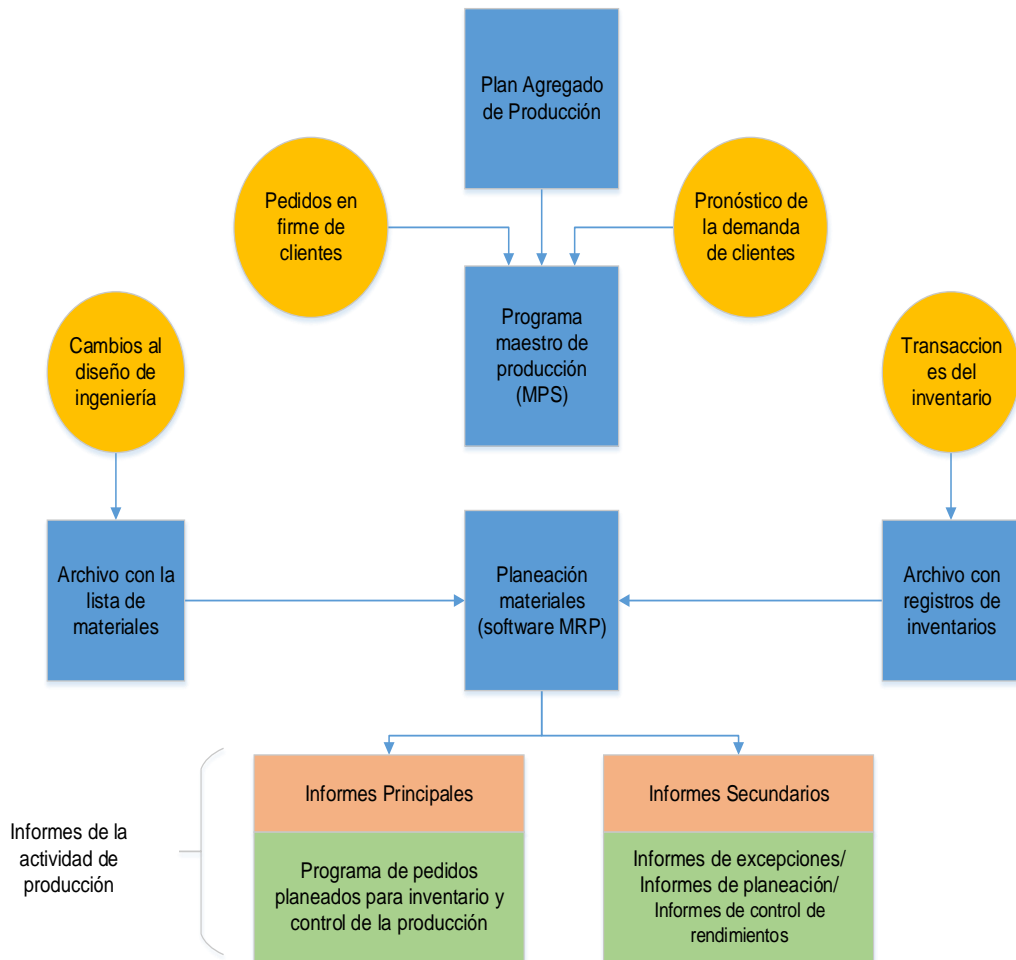 Plan Agregado
de Producción
Pedidos en
firme de
clientes
Pronóstico de
la demanda
de clientes
Programa
maestro de
producción
(MPS)
Cambios al
diseño de
ingeniería
Transaccion
es del
inventario
Archivo con la
lista de
materiales
Planeación
materiales
(software MRP)
Archivo con
registros de
inventarios
Informes de la
actividad de
producción
Informes Principales
Programa de pedidos
planeados para inventario y
control de la producción
Informes Secundarios
Informes de excepciones/
Informes de planeación/
Informes de control de
rendimientos